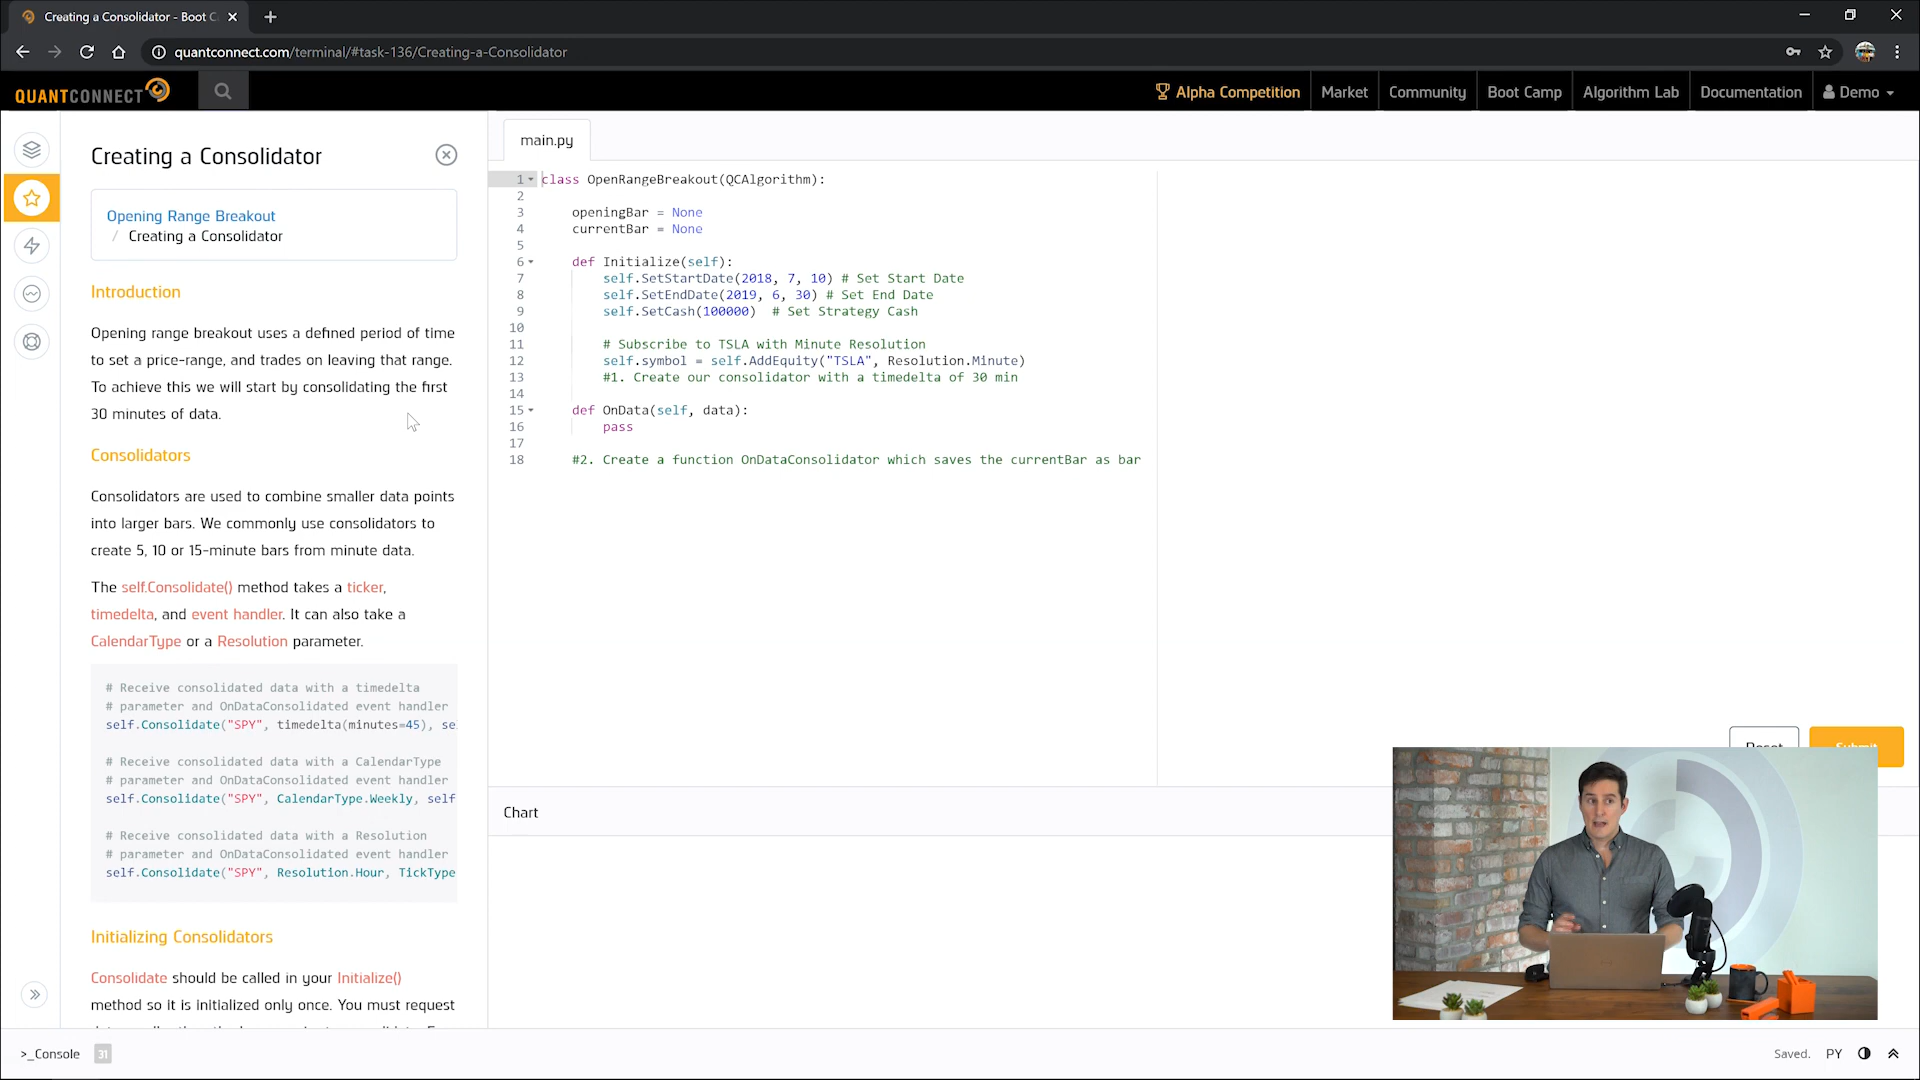 Creating a Consolidator - Boot C
quantconnect.com/terminal/#task-136/Creating-a-Consolidator
QUANTCONNECT
Alpha Competition
Market
Community
Boot Camp
Algorithm Lab
Documentation
Demo
Creating a Consolidator
Opening Range Breakout
/ Creating a Consolidator
Introduction
Opening range breakout uses a defined period of time
to set a price-range, and trades on leaving that range.
To achieve this we will start by consolidating the first
30 minutes of data.
Consolidators
Consolidators are used to combine smaller data points
into larger bars. We commonly use consolidators to
create 5, 10 or 15-minute bars from minute data.
The self.Consolidate() method takes a ticker,
timedelta, and event handler. It can also take a
CalendarType or a Resolution parameter.
# Receive consolidated data with a timedelta
# parameter and OnDataConsolidated event handler
self.Consolidate("SPY", timedelta(minutes=45), se
# Receive consolidated data with a CalendarType
# parameter and OnDataConsolidated event handler
self.Consolidate("SPY", CalendarType.Weekly, self
# Receive consolidated data with a Resolution
# parameter and OnDataConsolidated event handler
self.Consolidate("SPY", Resolution.Hour, TickType
Initializing Consolidators
Consolidate should be called in your Initialize()
method so it is initialized only once. You must request
main.py
1 class OpenRangeBreakout(QCAlgorithm):
2
3 openingBar = None
4 currentBar = None
5
6 def Initialize(self):
7 self.SetStartDate(2018, 7, 10) # Set Start Date
8 self.SetEndDate(2019, 6, 30) # Set End Date
9 self.SetCash(100000) # Set Strategy Cash
10
11 # Subscribe to TSLA with Minute Resolution
12 self.symbol = self.AddEquity("TSLA", Resolution.Minute)
13 #1. Create our consolidator with a timedelta of 30 min
14
15 def OnData(self, data):
16 pass
17
18 #2. Create a function OnDataConsolidator which saves the currentBar as bar
Reset
Submit
Chart
>_Console 31
Saved. PY